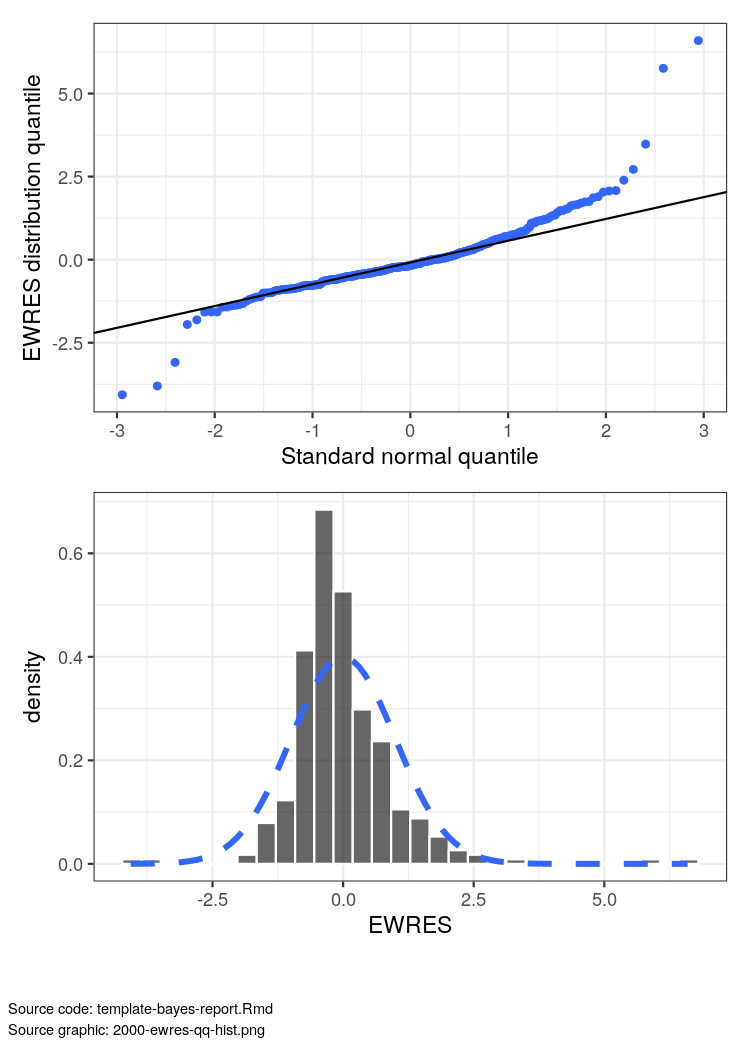 EWRES distribution quantile
5.0
2.5
0.0
-2.5
-3 -2 -1 0 1 2 3
Standard normal quantile
density
0.6
0.4
0.2
0.0
-2.5 0.0 2.5 5.0
EWRES
Source code: template-bayes-report.Rmd
Source graphic: 2000-ewres-qq-hist.png